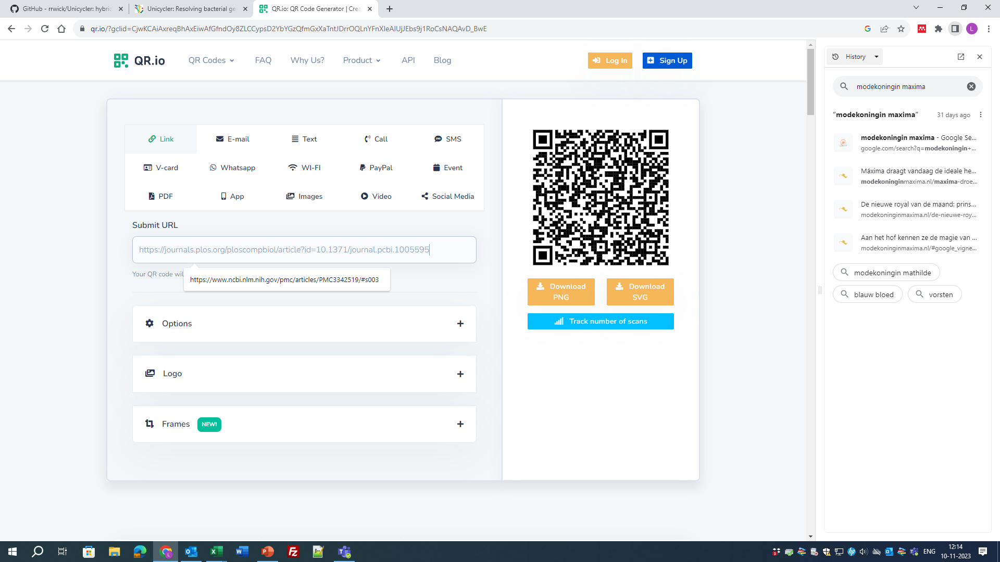 GitHub - rrwick/Unicycler: hybri
Unicycler: Resolving bacterial ge
QR.io: QR Code Generator | Crea
qr.io/?gclid=CjwKCAiAxreqBhAxEiwAfGfndOy8ZLCCypsD2YbYGzQfmGxXaTntJDrrOQLnYFnXIeAIUjJEbs9j1RoCsNAQAvD_BwE
L
QR.io
QR Codes
FAQ
Why Us?
Product
API
Blog
Log In
Sign Up
Link
E-mail
Text
Call
SMS
V-card
Whatsapp
WI-FI
PayPal
Event
PDF
App
Images
Video
Social Media
Submit URL
https://journals.plos.org/ploscompbiol/article?id=10.1371/journal.pcbi.1005595
Your QR code wil
https://www.ncbi.nlm.nih.gov/pmc/articles/PMC3342519/#s003
Options
Logo
Frames NEW!
Download PNG
Download SVG
Track number of scans
History
modekoningin maxima
“modekoningin maxima” 31 days ago
modekoningin maxima - Google Se...
google.com/search?q=modekoningin+...
Máxima draagt vandaag de ideale he...
modekoninginmaxima.nl/maxima-droe...
De nieuwe royal van de maand: prins...
modekoninginmaxima.nl/de-nieuwe-roy...
Aan het hof kennen ze de magie van ...
modekoninginmaxima.nl/#google_vigne...
modekoningin mathilde
blauw bloed
vorsten
ENG
12:14
10-11-2023